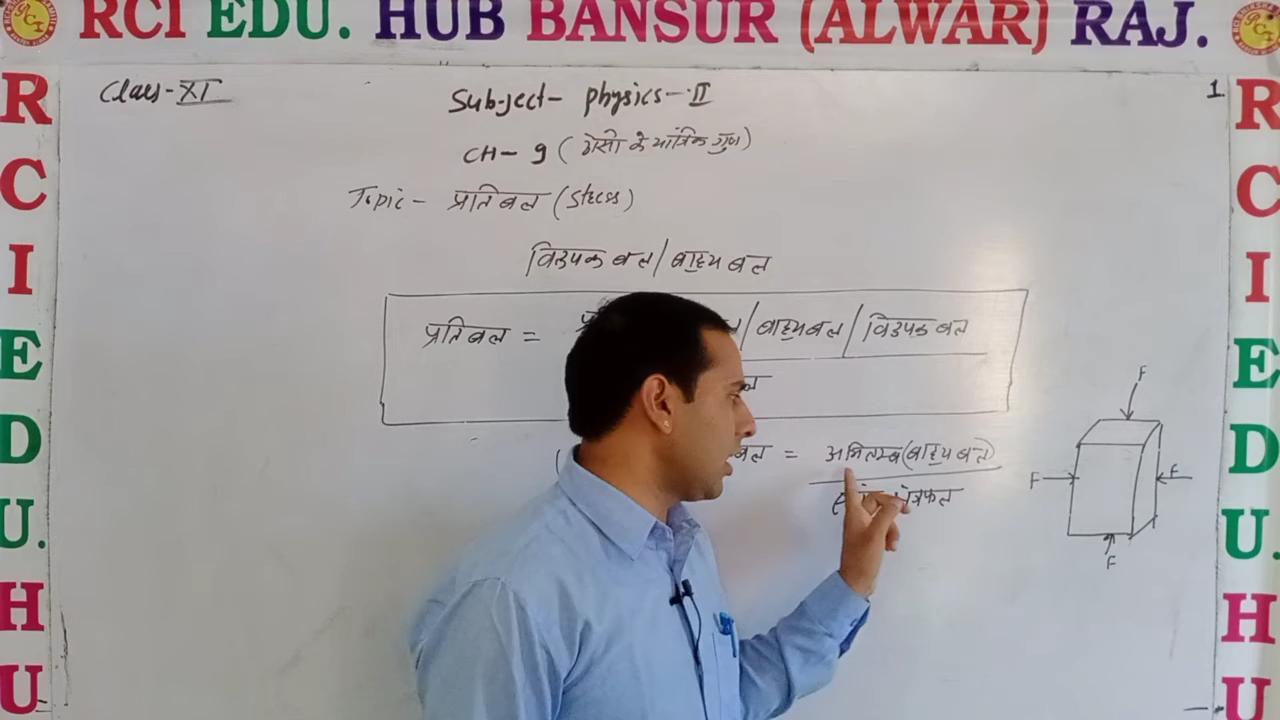 RCI EDU. HUB BANSUR (ALWAR) RAJ.
Class-XI
Subject- physics-II
1
CH- 9 (ठोसो के यांत्रिक गुण)
Topic- प्रतिबल (stress)
विरुपक बल/बाह्य बल
प्रतिबल = /बाह्यबल/विरुपक बल
बल = अभिलम्ब(बाह्य बल)
F
F
F
F
R
C
I
E
D
U.
H
U
R
C
I
E
D
U.
H
U